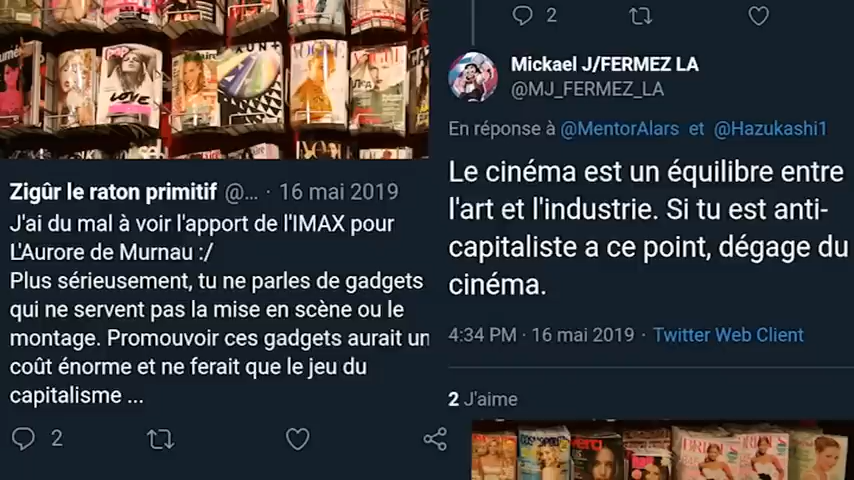 Zigûr le raton primitif @... · 16 mai 2019
J'ai du mal à voir l'apport de l'IMAX pour
L'Aurore de Murnau :/
Plus sérieusement, tu ne parles de gadgets
qui ne servent pas la mise en scène ou le
montage. Promouvoir ces gadgets aurait un
coût énorme et ne ferait que le jeu du
capitalisme ...
2
2
Mickael J/FERMEZ LA
@MJ_FERMEZ_LA
En réponse à @MentorAlars et @Hazukashi1
Le cinéma est un équilibre entre
l'art et l'industrie. Si tu est anti-
capitaliste a ce point, dégage du
cinéma.
4:34 PM · 16 mai 2019 · Twitter Web Client
2 J'aime